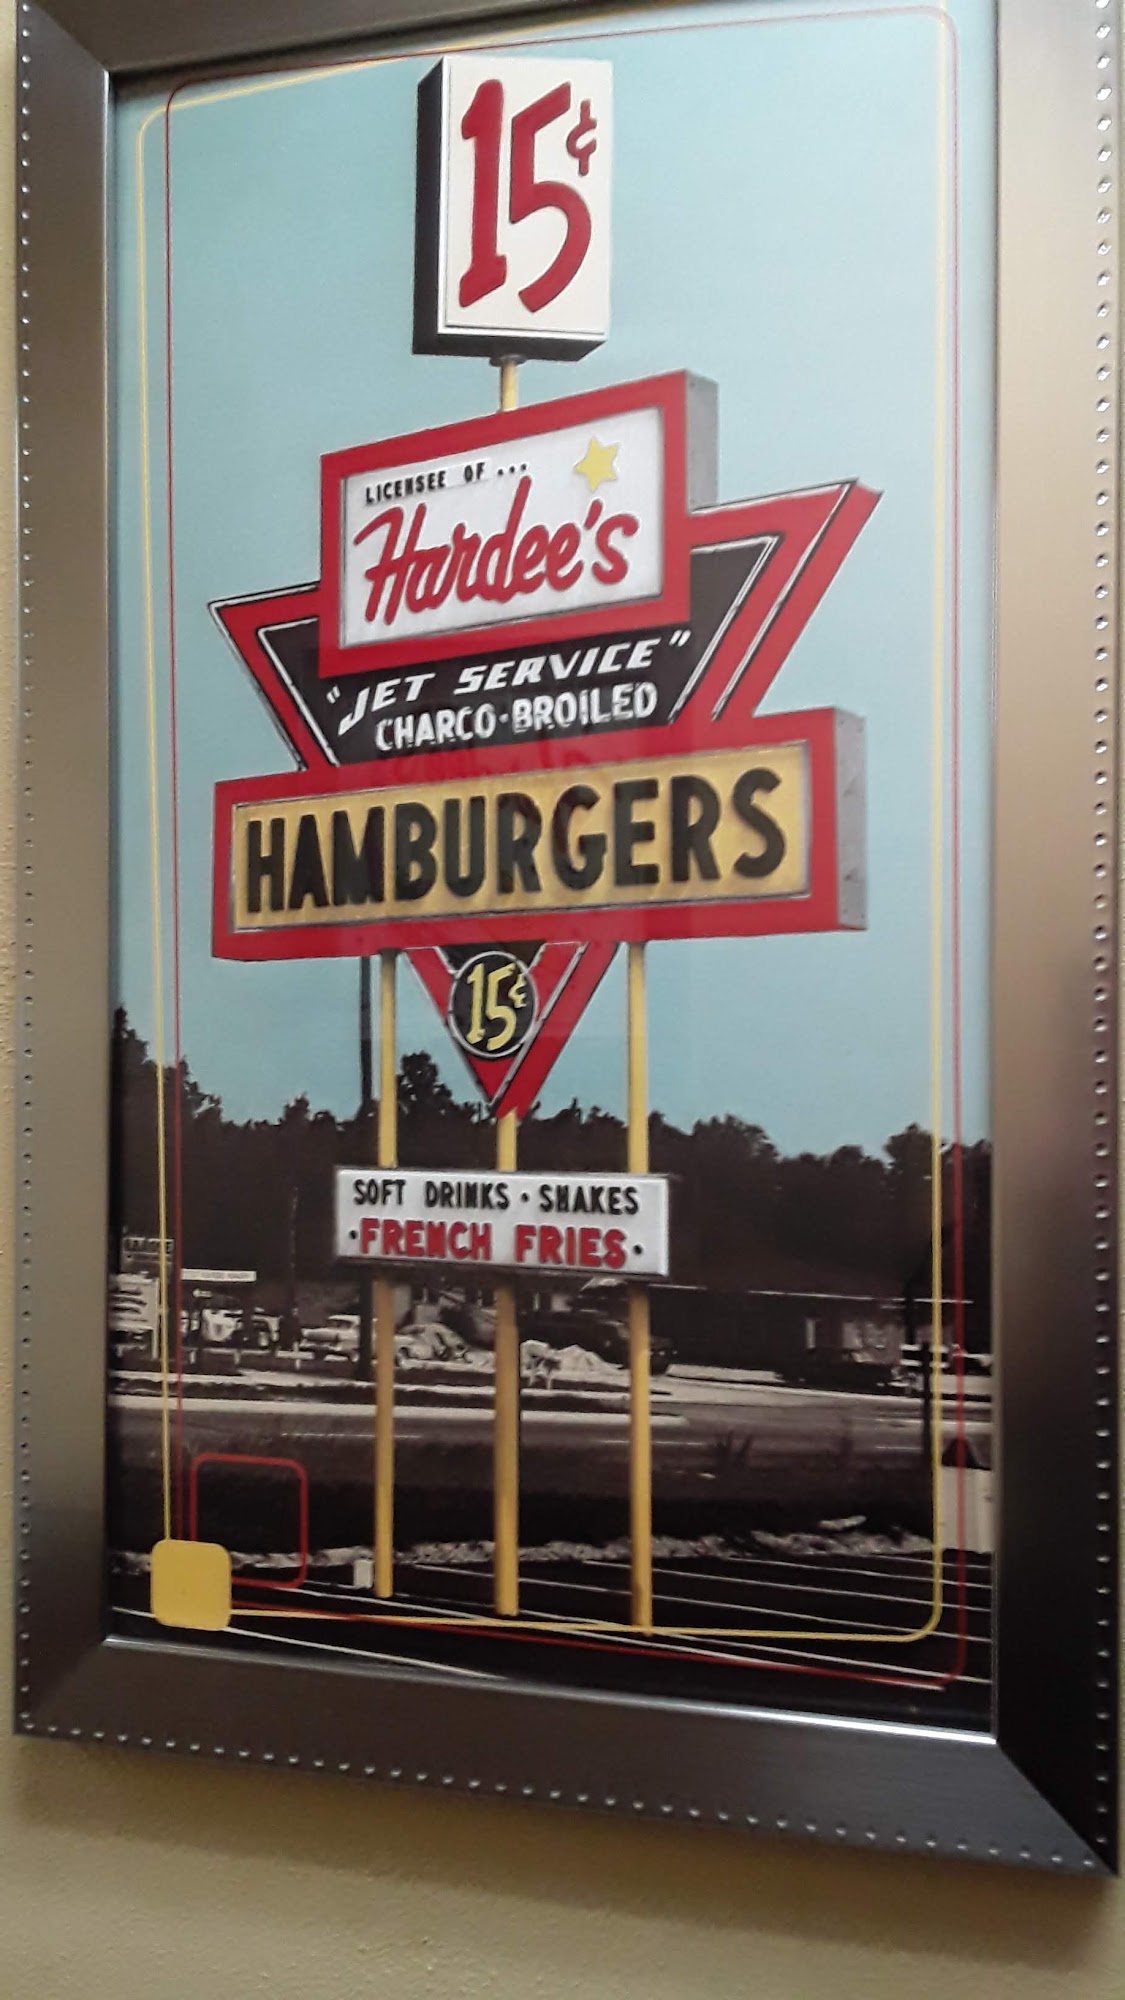 15¢
LICENSEE OF ...
Hardee's
"JET SERVICE"
CHARCO-BROILED
HAMBURGERS
15¢
SOFT DRINKS · SHAKES
·FRENCH FRIES·